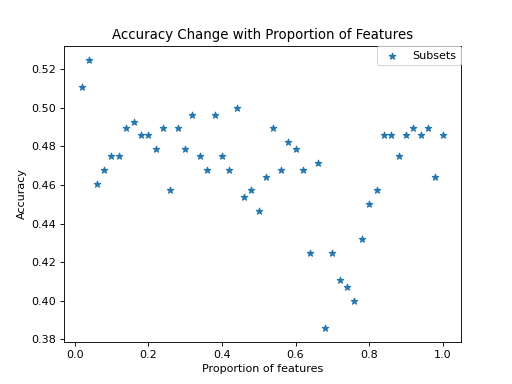 Accuracy Change with Proportion of Features
Subsets
0.52
0.50
0.48
0.46
0.44
0.42
0.40
0.38
Accuracy
0.0 0.2 0.4 0.6 0.8 1.0
Proportion of features